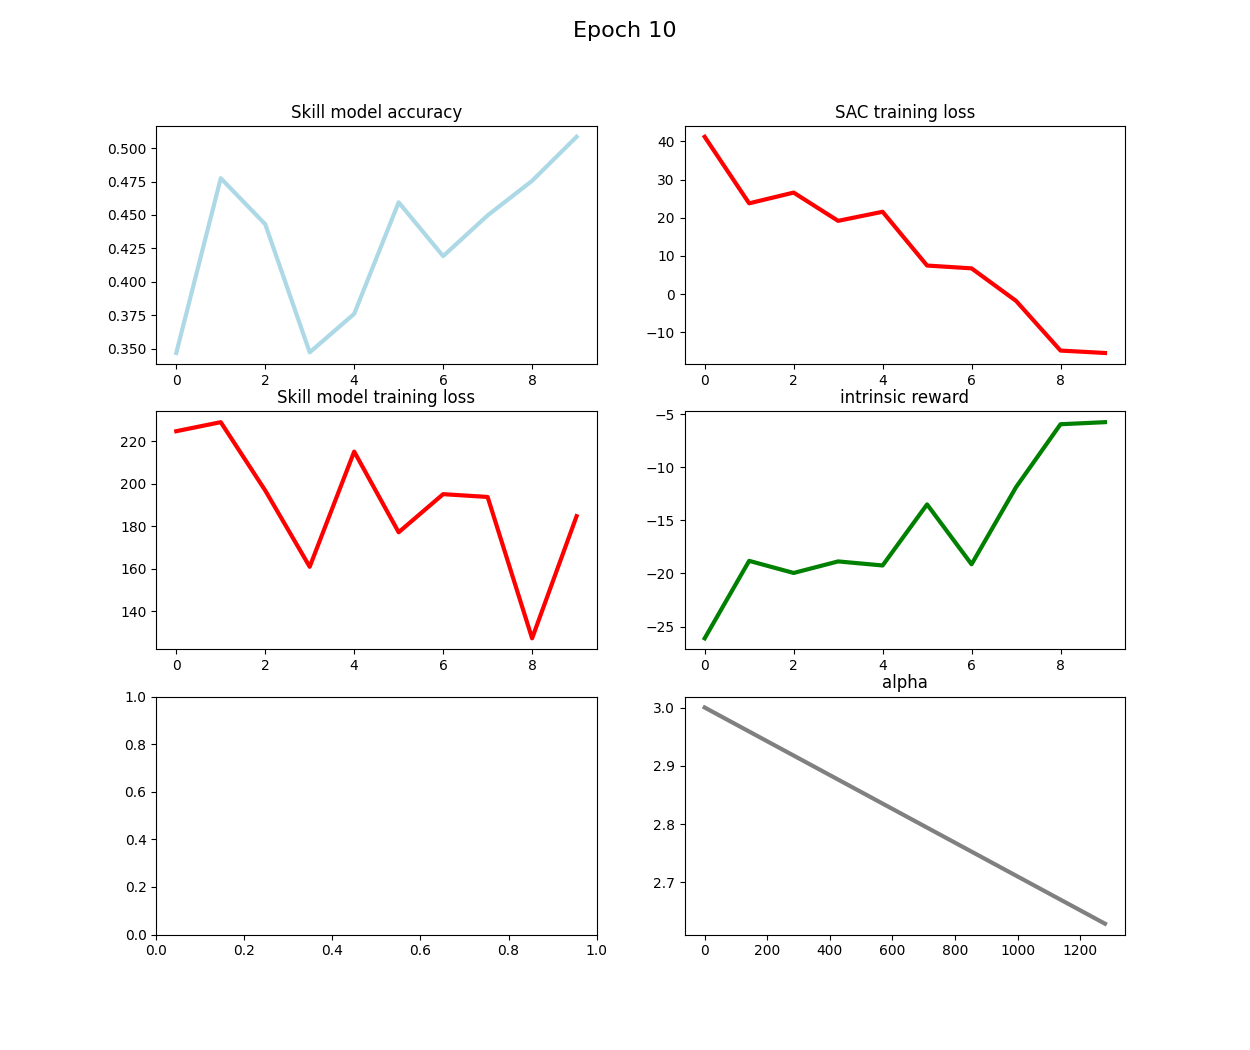 Epoch 10
Skill model accuracy
0.500
0.475
0.450
0.425
0.400
0.375
0.350
0 2 4 6 8
SAC training loss
40
30
20
10
0
−10
0 2 4 6 8
Skill model training loss
220
200
180
160
140
0 2 4 6 8
intrinsic reward
−5
−10
−15
−20
−25
0 2 4 6 8
1.0
0.8
0.6
0.4
0.2
0.0
0.0 0.2 0.4 0.6 0.8 1.0
alpha
3.0
2.9
2.8
2.7
0 200 400 600 800 1000 1200